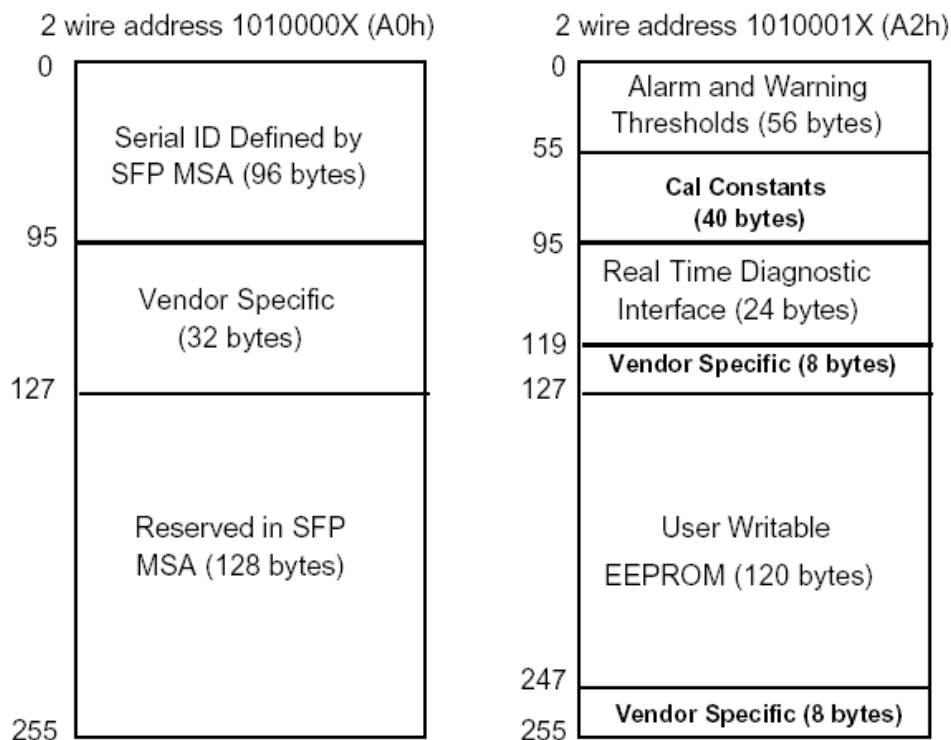 2 wire address 1010000X (A0h)
0
Serial ID Defined by
SFP MSA (96 bytes)
95
Vendor Specific
(32 bytes)
127
Reserved in SFP
MSA (128 bytes)
255
2 wire address 1010001X (A2h)
0
Alarm and Warning
Thresholds (56 bytes)
55
Cal Constants
(40 bytes)
95
Real Time Diagnostic
Interface (24 bytes)
119
Vendor Specific (8 bytes)
127
User Writable
EEPROM (120 bytes)
247
Vendor Specific (8 bytes)
255